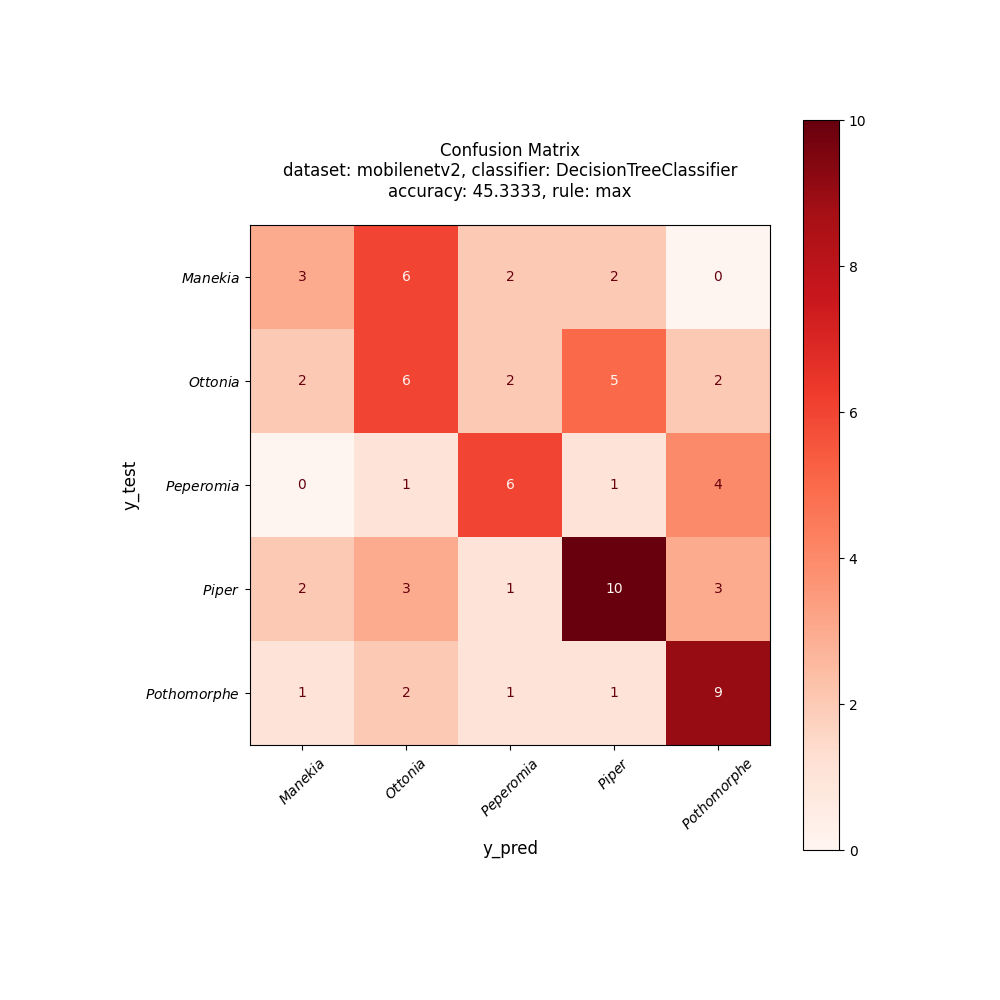 Confusion Matrix
dataset: mobilenetv2, classifier: DecisionTreeClassifier
accuracy: 45.3333, rule: max
10
8
6
4
2
0
Manekia 3 6 2 2 0
Ottonia 2 6 2 5 2
Peperomia 0 1 6 1 4
Piper 2 3 1 10 3
Pothomorphe 1 2 1 1 9
y_test
Manekia Ottonia Peperomia Piper Pothomorphe
y_pred